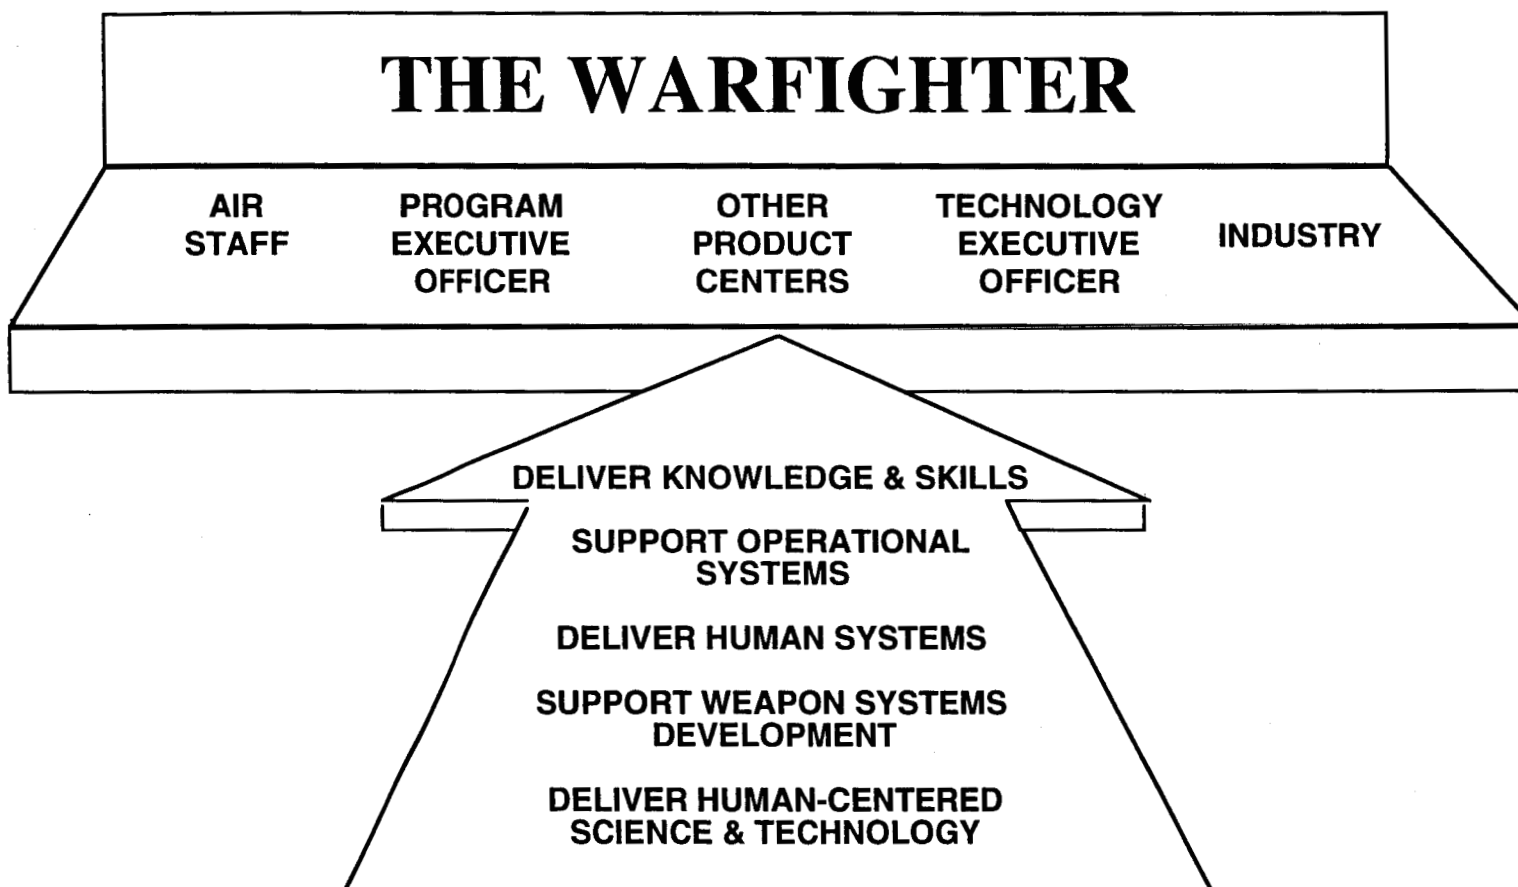 THE WARFIGHTER
AIR
STAFF
PROGRAM
EXECUTIVE
OFFICER
OTHER
PRODUCT
CENTERS
TECHNOLOGY
EXECUTIVE
OFFICER
INDUSTRY
DELIVER KNOWLEDGE & SKILLS
SUPPORT OPERATIONAL
SYSTEMS
DELIVER HUMAN SYSTEMS
SUPPORT WEAPON SYSTEMS
DEVELOPMENT
DELIVER HUMAN-CENTERED
SCIENCE & TECHNOLOGY